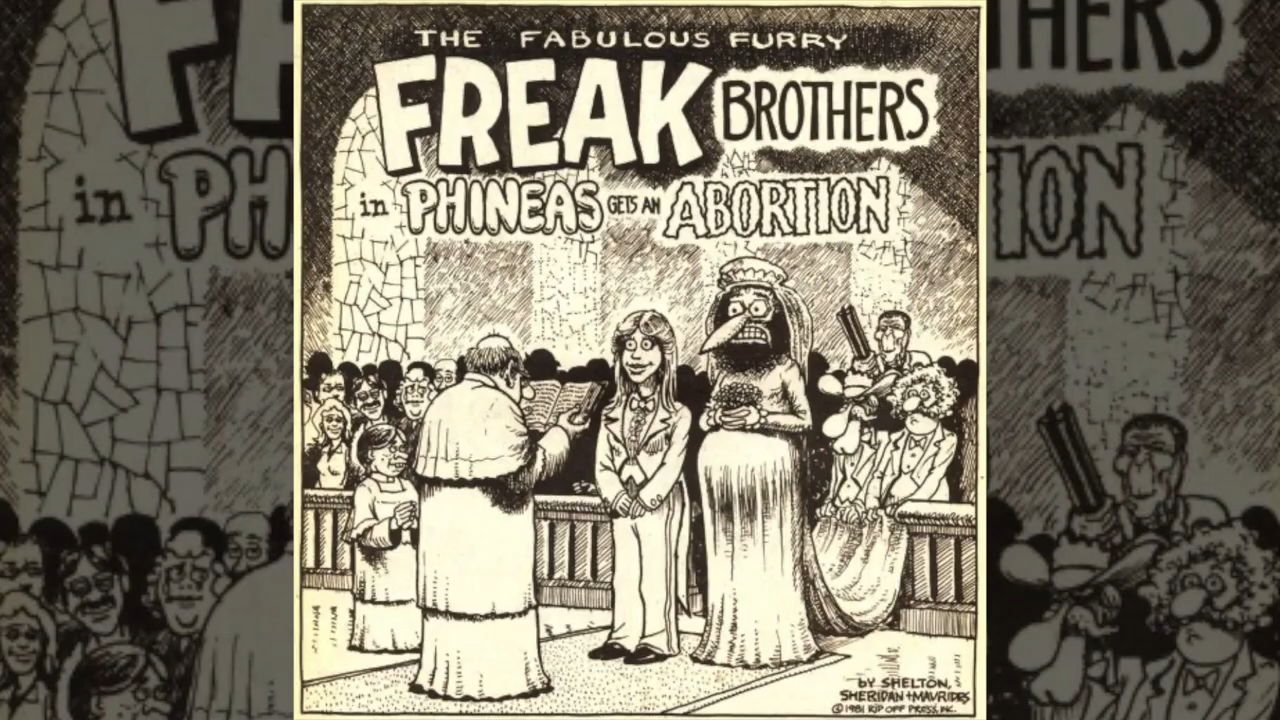 THE FABULOUS FURRY
FREAK BROTHERS
in PHINEAS GETS AN ABORTION
BY SHELTON,
SHERIDAN + MAVRIDES
© 1981 RIP OFF PRESS, INC.